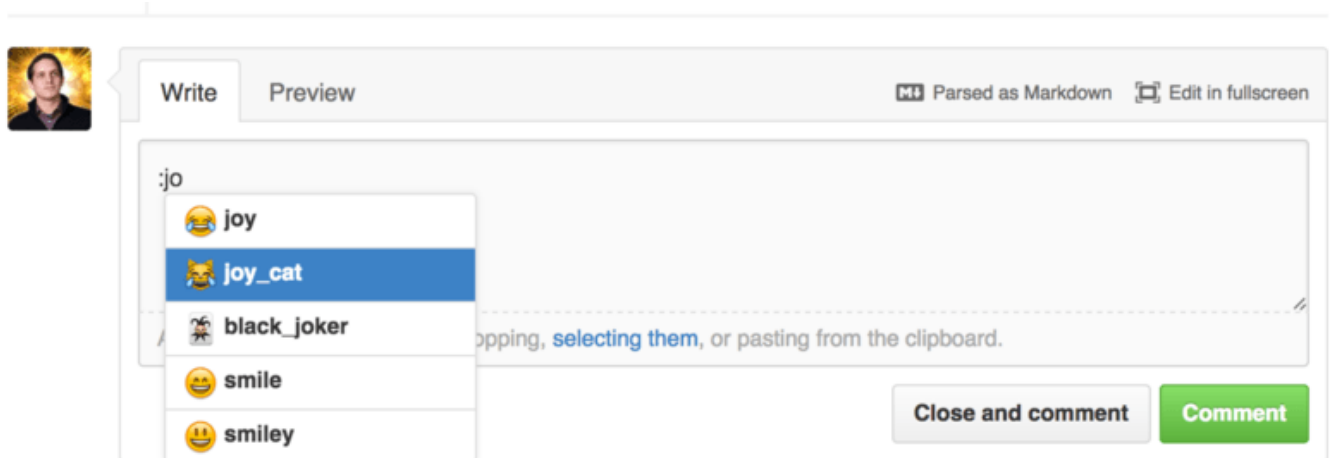 Write Preview Parsed as Markdown Edit in fullscreen
:jo
joy
joy_cat
black_joker
opping, selecting them, or pasting from the clipboard.
smile
Close and comment Comment
smiley